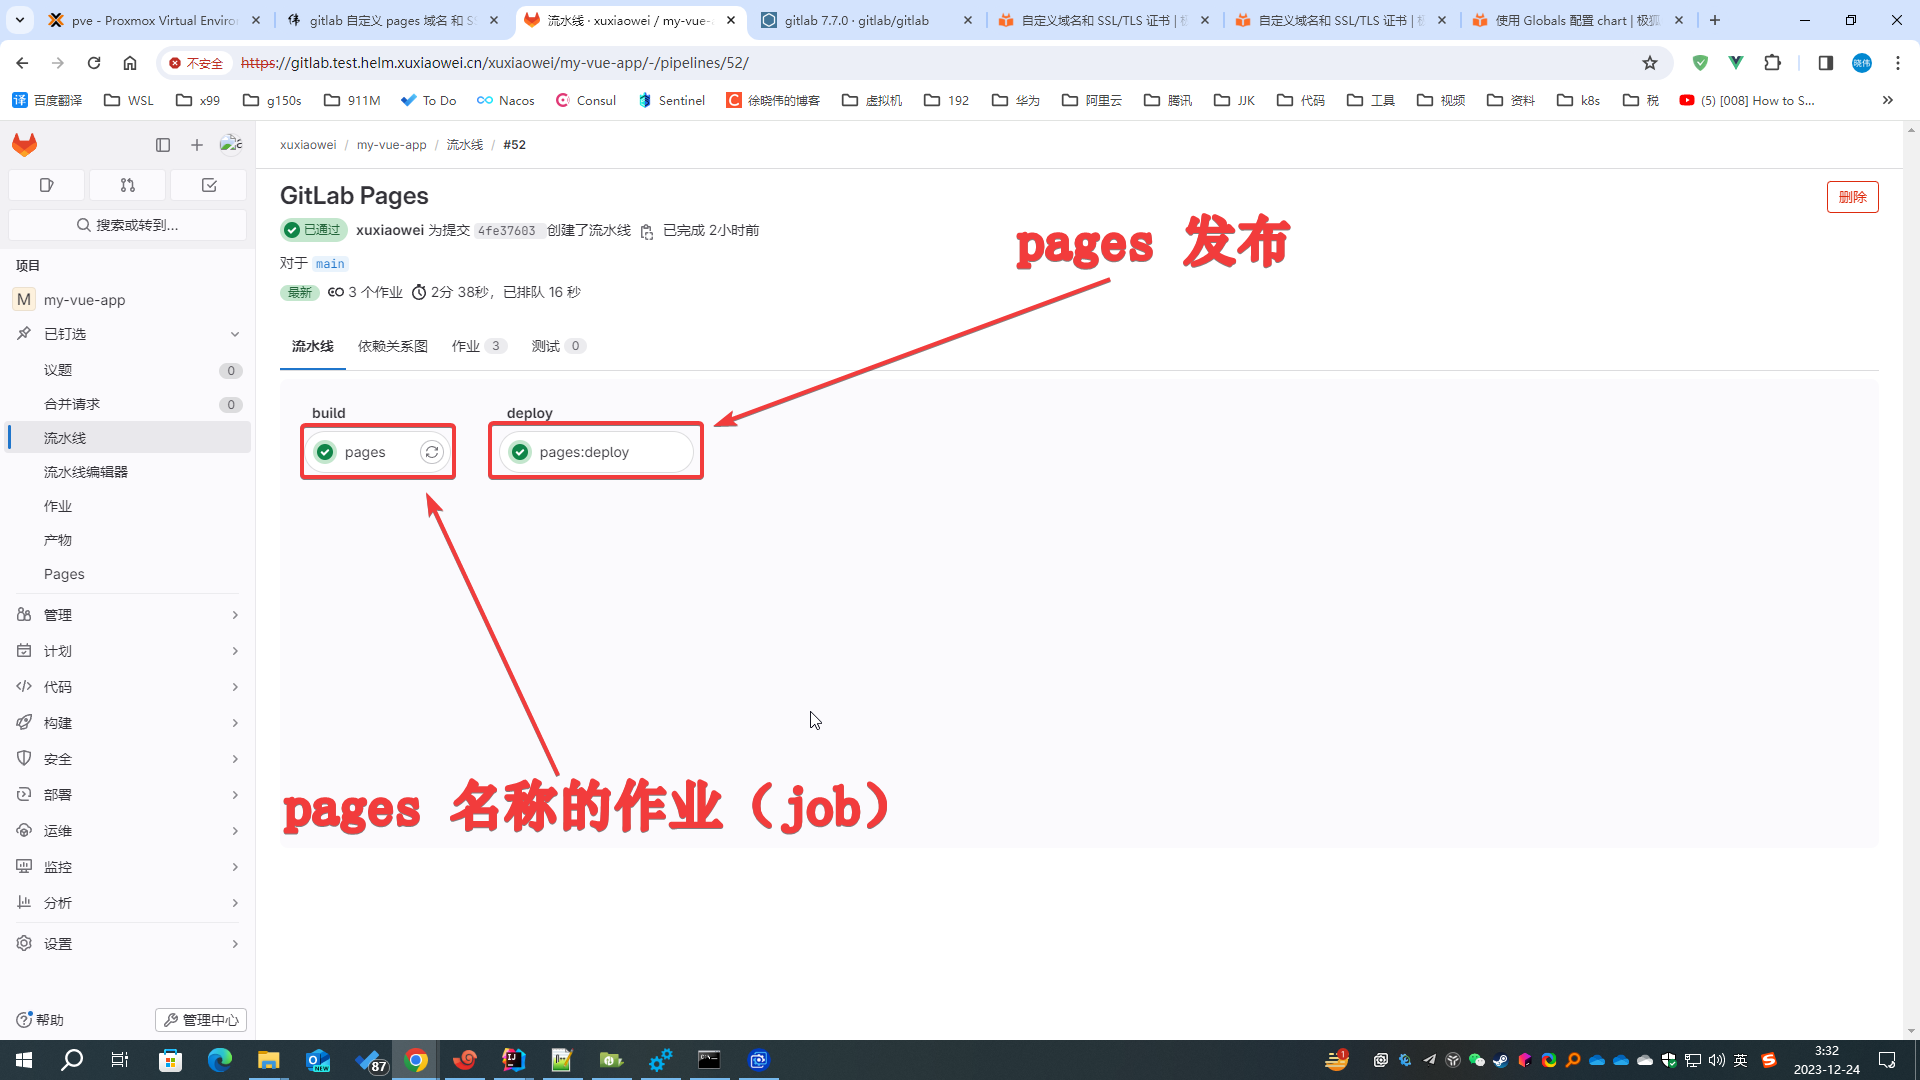 pve - Proxmox Virtual Enviro
gitlab 自定义 pages 域名 和 SS
流水线 · xuxiaowei / my-vue-
gitlab 7.7.0 · gitlab/gitlab
自定义域名和 SSL/TLS 证书 |
自定义域名和 SSL/TLS 证书 |
使用 Globals 配置 chart | 极狐
不安全
https://gitlab.test.helm.xuxiaowei.cn/xuxiaowei/my-vue-app/-/pipelines/52/
晓伟
译 百度翻译
WSL
x99
g150s
911M
To Do
Nacos
Consul
Sentinel
C 徐晓伟的博客
虚拟机
192
华为
阿里云
腾讯
JJK
代码
工具
视频
资料
k8s
税
(5) [008] How to S...
xuxiaowei / my-vue-app / 流水线 / #52
搜索或转到...
项目
M my-vue-app
已钉选
议题 0
合并请求 0
流水线
流水线编辑器
作业
产物
Pages
管理
计划
代码
构建
安全
部署
运维
监控
分析
设置
帮助
管理中心
GitLab Pages
删除
已通过 xuxiaowei 为提交 4fe37603 创建了流水线 已完成 2小时前
对于 main
最新 3 个作业 2分 38秒，已排队 16 秒
流水线 依赖关系图 作业 3 测试 0
pages 发布
build
pages
deploy
pages:deploy
pages 名称的作业（job）
NEW
87
1
英
3:32
2023-12-24